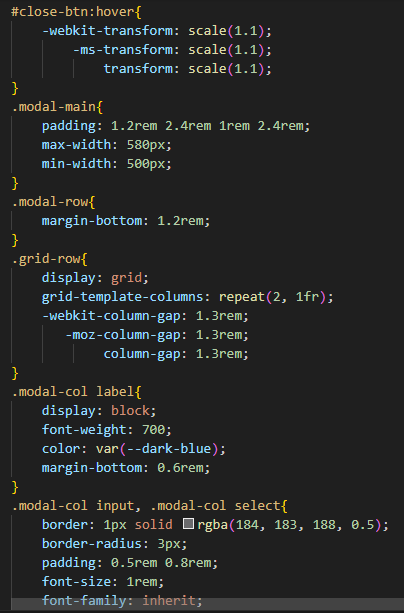 #close-btn:hover{
    -webkit-transform: scale(1.1);
        -ms-transform: scale(1.1);
            transform: scale(1.1);
}
.modal-main{
    padding: 1.2rem 2.4rem 1rem 2.4rem;
    max-width: 580px;
    min-width: 500px;
}
.modal-row{
    margin-bottom: 1.2rem;
}
.grid-row{
    display: grid;
    grid-template-columns: repeat(2, 1fr);
    -webkit-column-gap: 1.3rem;
       -moz-column-gap: 1.3rem;
            column-gap: 1.3rem;
}
.modal-col label{
    display: block;
    font-weight: 700;
    color: var(--dark-blue);
    margin-bottom: 0.6rem;
}
.modal-col input, .modal-col select{
    border: 1px solid rgba(184, 183, 188, 0.5);
    border-radius: 3px;
    padding: 0.5rem 0.8rem;
    font-size: 1rem;
    font-family: inherit;